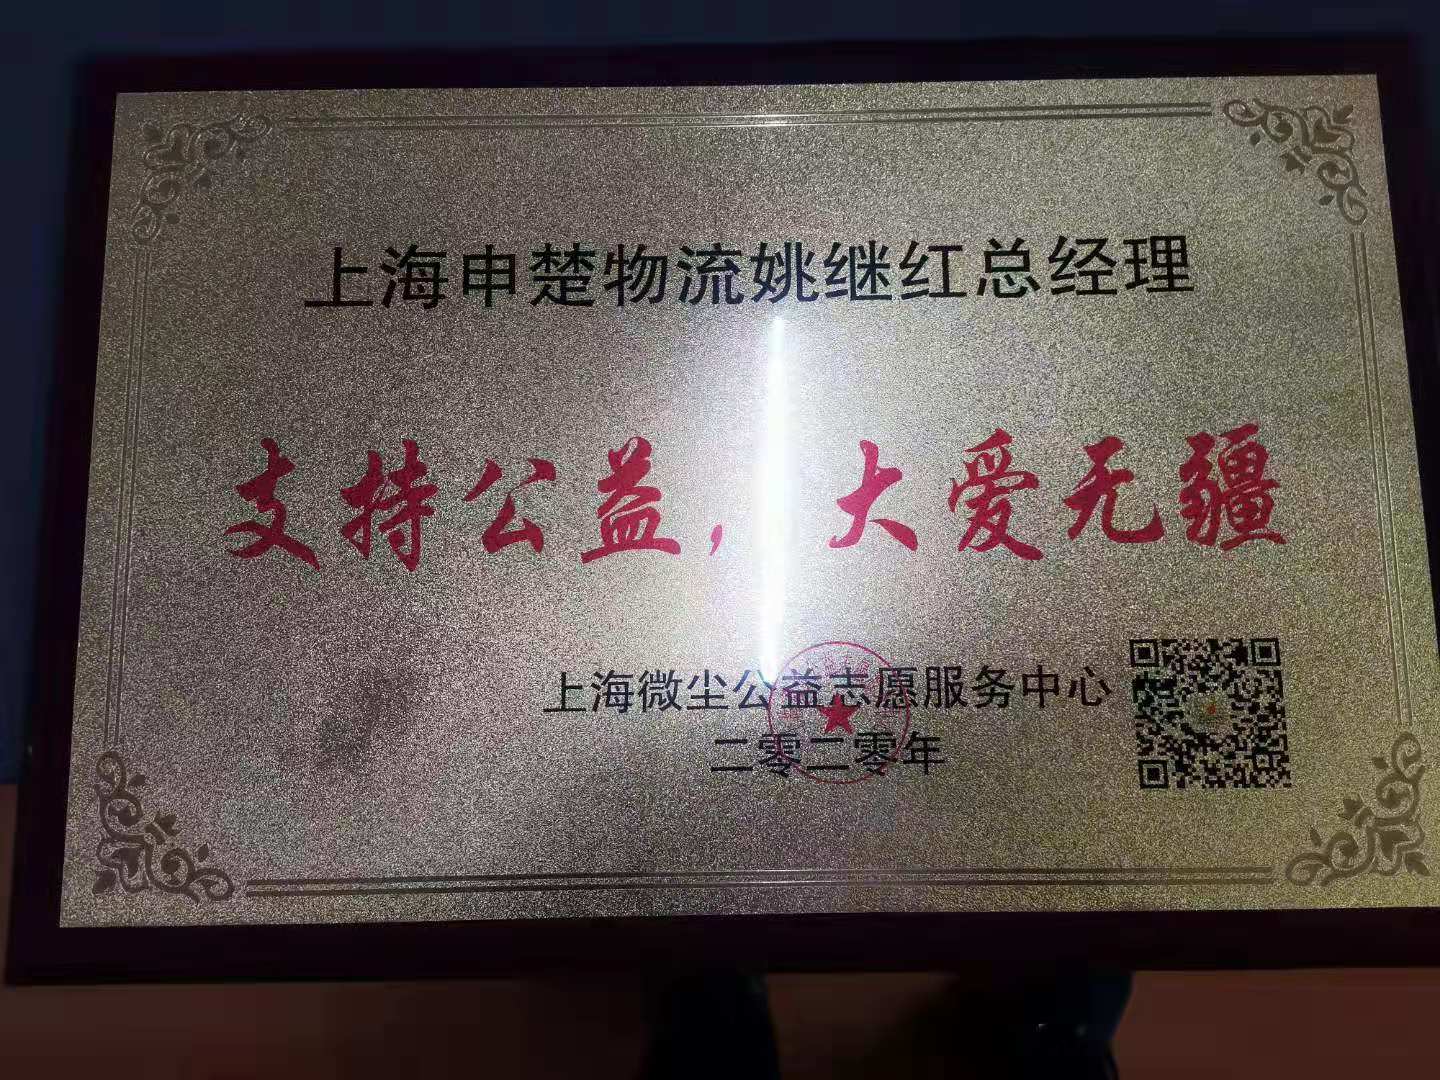 上海申楚物流姚继红总经理
支持公益，大爱无疆
上海微尘公益志愿服务中心
二零二零年